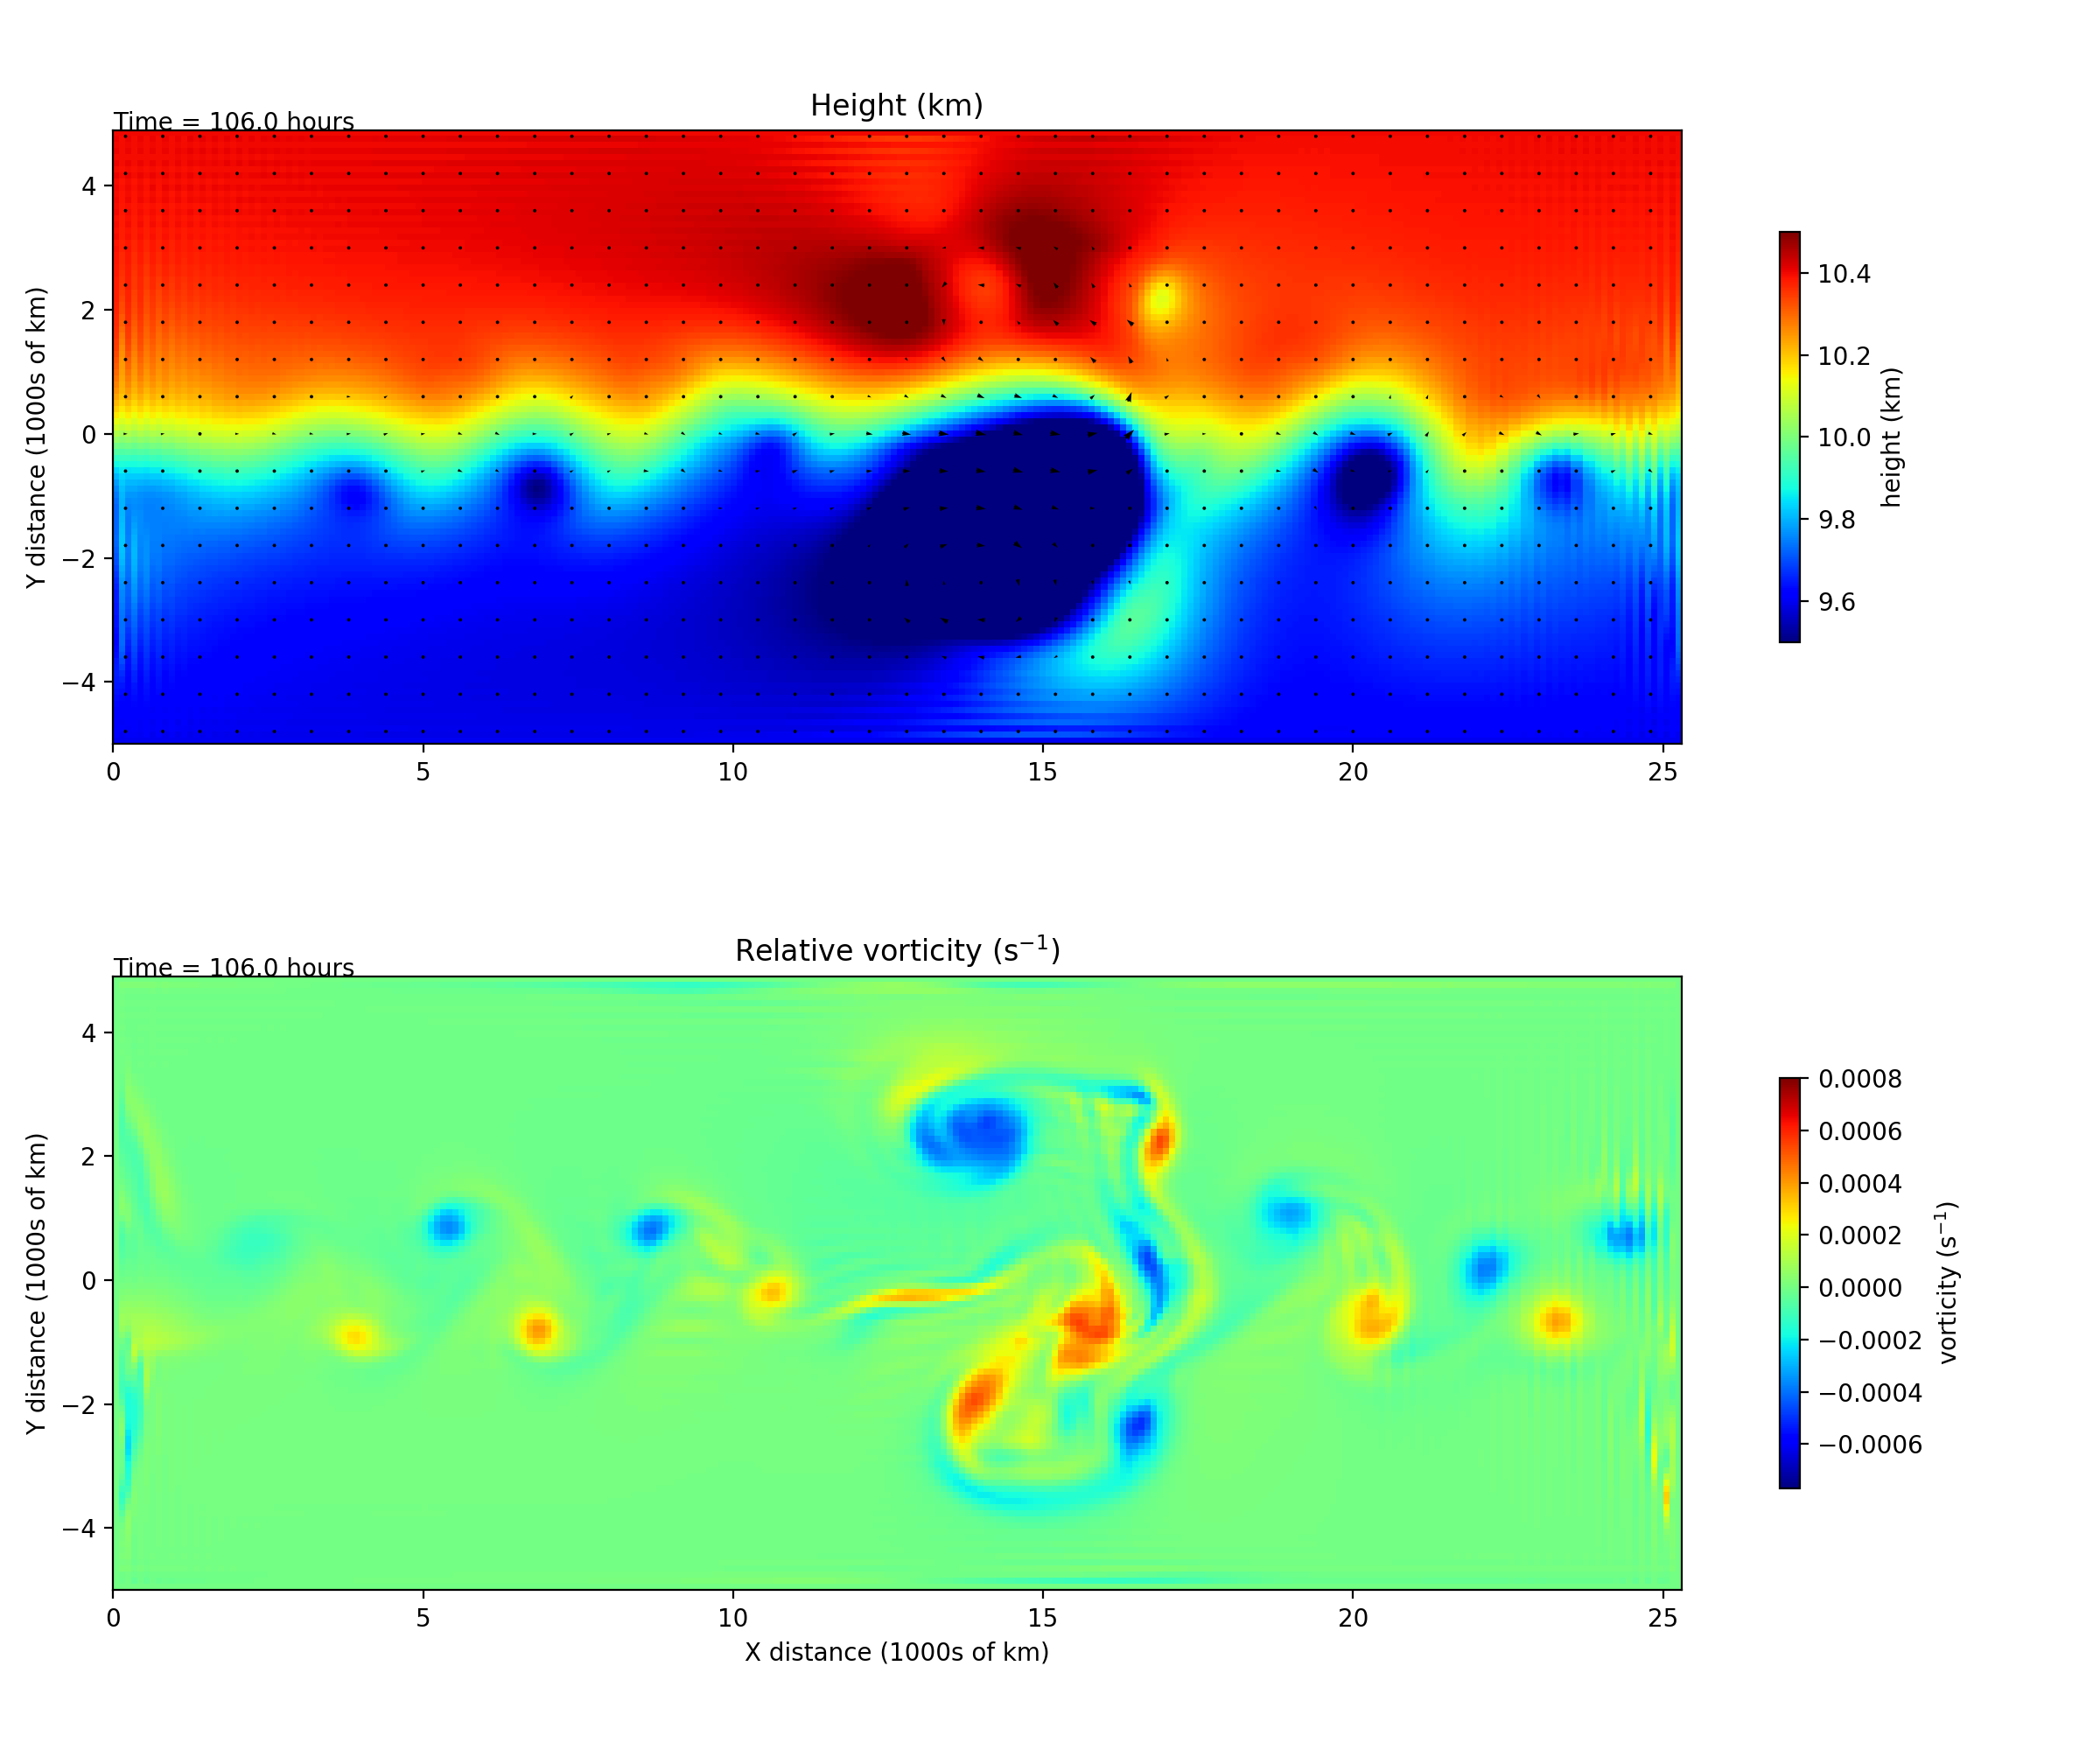 Height (km)
Time = 106.0 hours
Y distance (1000s of km)
4
2
0
−2
−4
0 5 10 15 20 25
10.4
10.2
10.0
9.8
9.6
height (km)
Relative vorticity (s⁻¹)
Time = 106.0 hours
Y distance (1000s of km)
4
2
0
−2
−4
0 5 10 15 20 25
X distance (1000s of km)
0.0008
0.0006
0.0004
0.0002
0.0000
−0.0002
−0.0004
−0.0006
vorticity (s⁻¹)